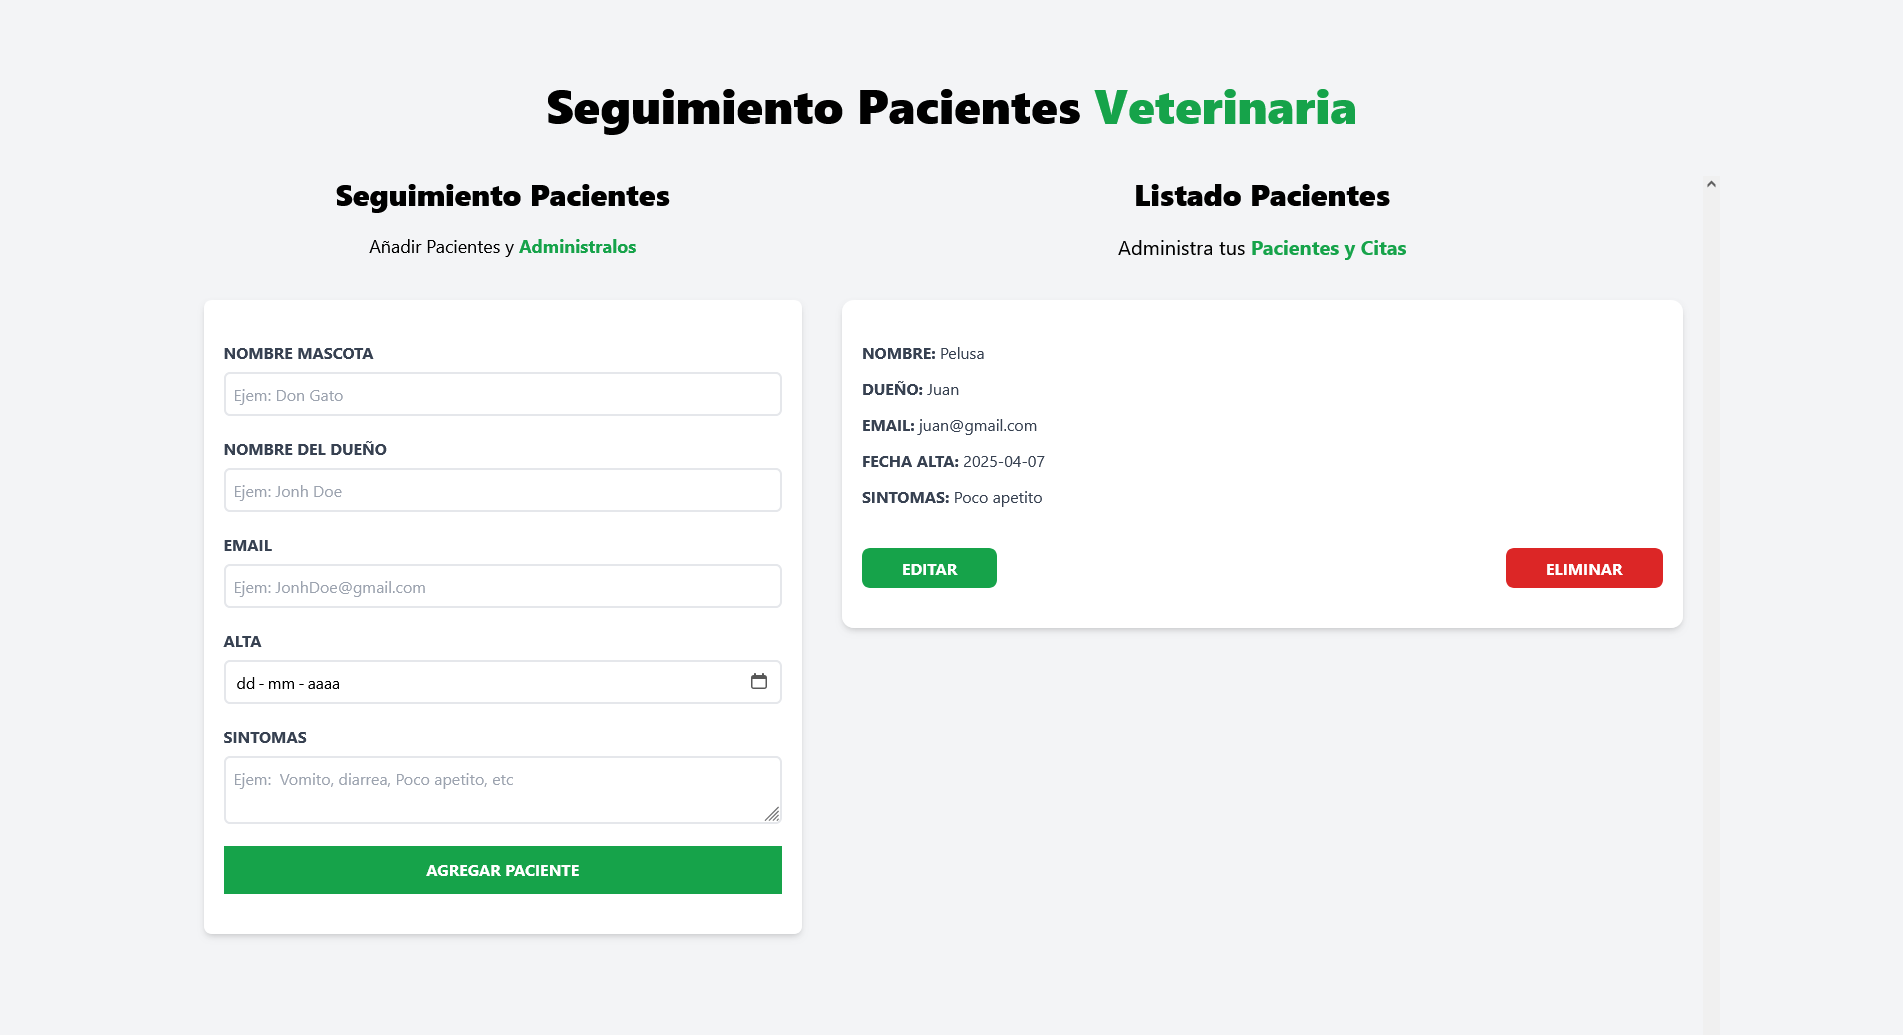 Seguimiento Pacientes Veterinaria
Seguimiento Pacientes
Añadir Pacientes y Administralos
NOMBRE MASCOTA
Ejem: Don Gato
NOMBRE DEL DUEÑO
Ejem: Jonh Doe
EMAIL
Ejem: JonhDoe@gmail.com
ALTA
dd - mm - aaaa
SINTOMAS
Ejem:  Vomito, diarrea, Poco apetito, etc
AGREGAR PACIENTE
Listado Pacientes
Administra tus Pacientes y Citas
NOMBRE: Pelusa
DUEÑO: Juan
EMAIL: juan@gmail.com
FECHA ALTA: 2025-04-07
SINTOMAS: Poco apetito
EDITAR
ELIMINAR